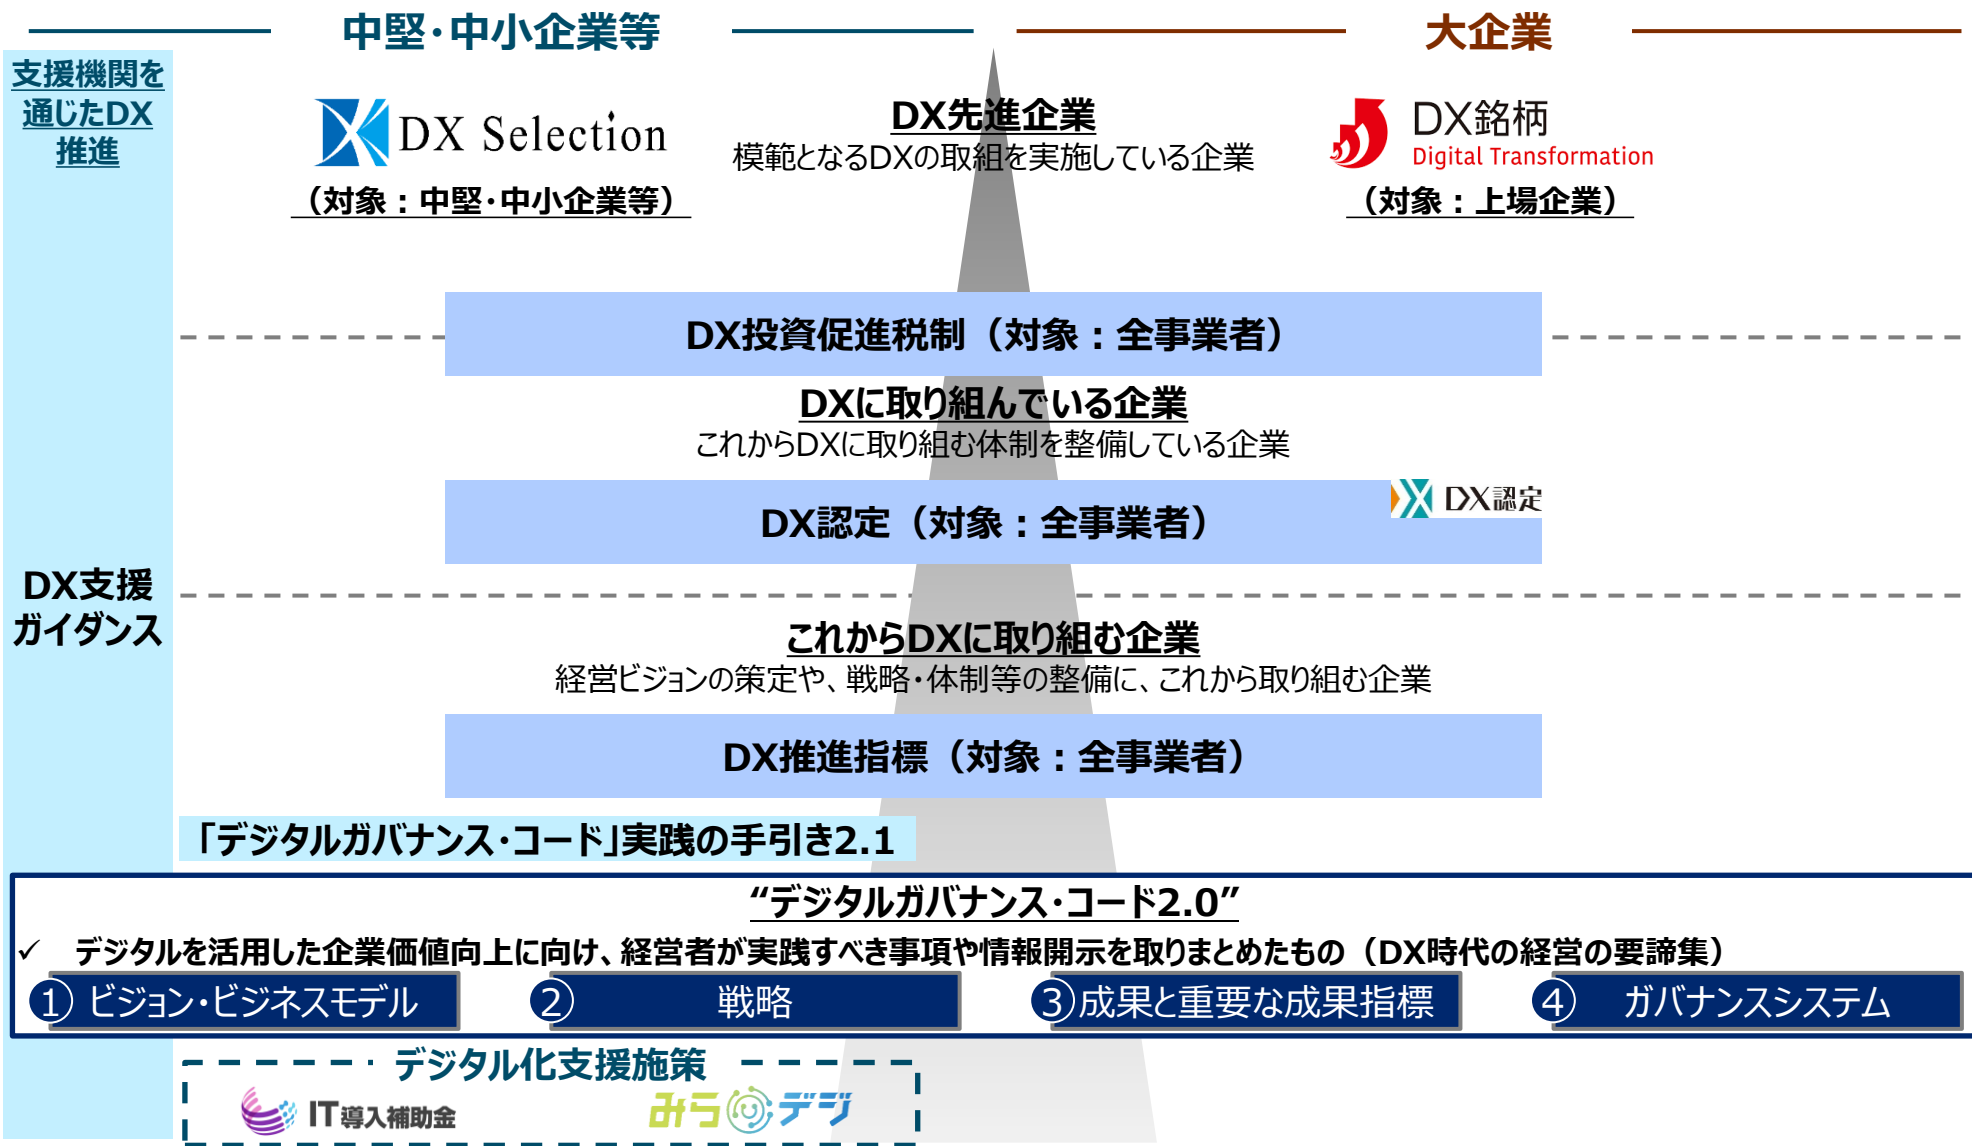 中堅・中小企業等
大企業
支援機関を
通じたDX
推進
DX Selection
（対象：中堅・中小企業等）
DX先進企業
模範となるDXの取組を実施している企業
DX銘柄
Digital Transformation
（対象：上場企業）
DX投資促進税制（対象：全事業者）
DXに取り組んでいる企業
これからDXに取り組む体制を整備している企業
DX認定（対象：全事業者）
DX認定
DX支援
ガイダンス
これからDXに取り組む企業
経営ビジョンの策定や、戦略・体制等の整備に、これから取り組む企業
DX推進指標（対象：全事業者）
「デジタルガバナンス・コード」実践の手引き2.1
“デジタルガバナンス・コード2.0”
✓ デジタルを活用した企業価値向上に向け、経営者が実践すべき事項や情報開示を取りまとめたもの（DX時代の経営の要諦集）
① ビジョン・ビジネスモデル
② 戦略
③ 成果と重要な成果指標
④ ガバナンスシステム
デジタル化支援施策
IT導入補助金
みらデジ